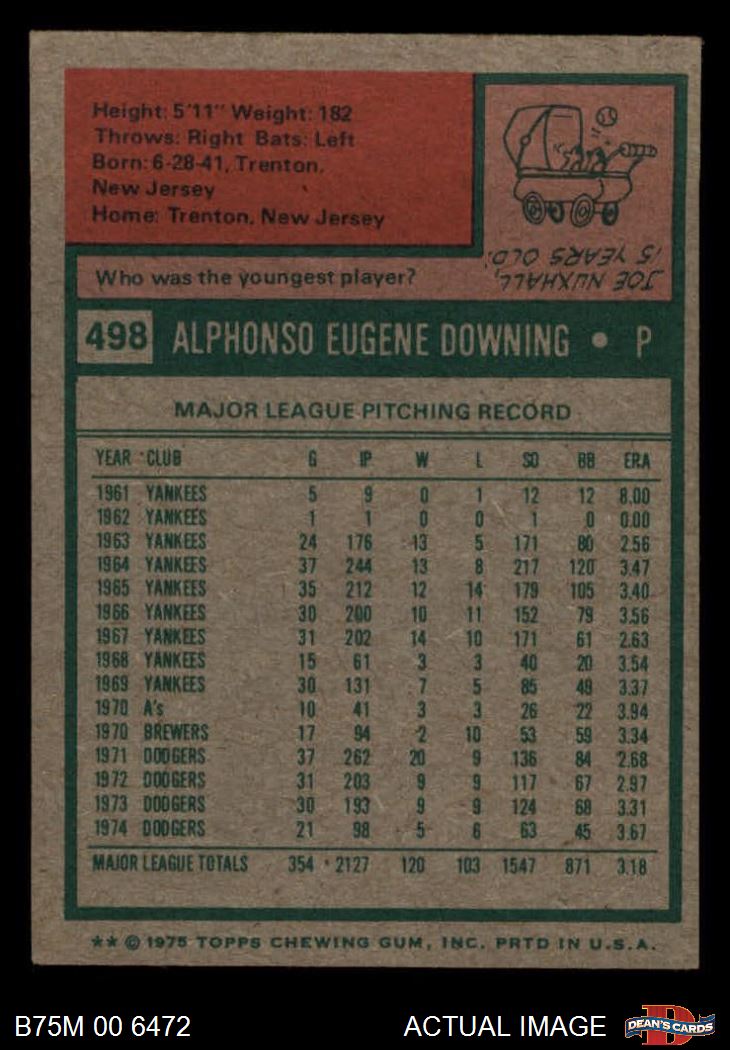 Height: 5'11" Weight: 182
Throws: Right Bats: Left
Born: 6-28-41, Trenton,
New Jersey
Home: Trenton, New Jersey
Who was the youngest player?
JOE NUXHALL,
15 YEARS OLD.
498 ALPHONSO EUGENE DOWNING • P
MAJOR LEAGUE PITCHING RECORD
YEAR CLUB G IP W L SO BB ERA
1961 YANKEES 5 9 0 1 12 12 8.00
1962 YANKEES 1 1 0 0 1 0 0.00
1963 YANKEES 24 176 13 5 171 80 2.56
1964 YANKEES 37 244 13 8 217 120 3.47
1965 YANKEES 35 212 12 14 179 105 3.40
1966 YANKEES 30 200 10 11 152 79 3.56
1967 YANKEES 31 202 14 10 171 61 2.63
1968 YANKEES 15 61 3 3 40 20 3.54
1969 YANKEES 30 131 7 5 85 49 3.37
1970 A's 10 41 3 3 26 22 3.94
1970 BREWERS 17 94 2 10 53 59 3.34
1971 DODGERS 37 262 20 9 136 84 2.68
1972 DODGERS 31 203 9 9 117 67 2.97
1973 DODGERS 30 193 9 9 124 68 3.31
1974 DODGERS 21 98 5 6 63 45 3.67
MAJOR LEAGUE TOTALS 354 2127 120 103 1547 871 3.18
** © 1975 TOPPS CHEWING GUM, INC. PRTD IN U.S.A.
B75M 00 6472 ACTUAL IMAGE
D
DEAN'S CARDS